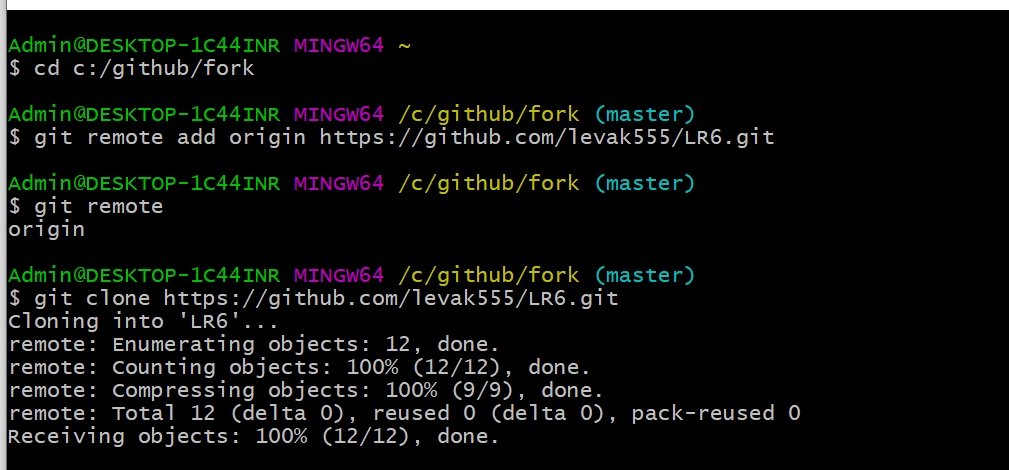 Admin@DESKTOP-1C44INR MINGW64 ~
$ cd c:/github/fork
Admin@DESKTOP-1C44INR MINGW64 /c/github/fork (master)
$ git remote add origin https://github.com/levak555/LR6.git
Admin@DESKTOP-1C44INR MINGW64 /c/github/fork (master)
$ git remote
origin
Admin@DESKTOP-1C44INR MINGW64 /c/github/fork (master)
$ git clone https://github.com/levak555/LR6.git
Cloning into 'LR6'...
remote: Enumerating objects: 12, done.
remote: Counting objects: 100% (12/12), done.
remote: Compressing objects: 100% (9/9), done.
remote: Total 12 (delta 0), reused 0 (delta 0), pack-reused 0
Receiving objects: 100% (12/12), done.